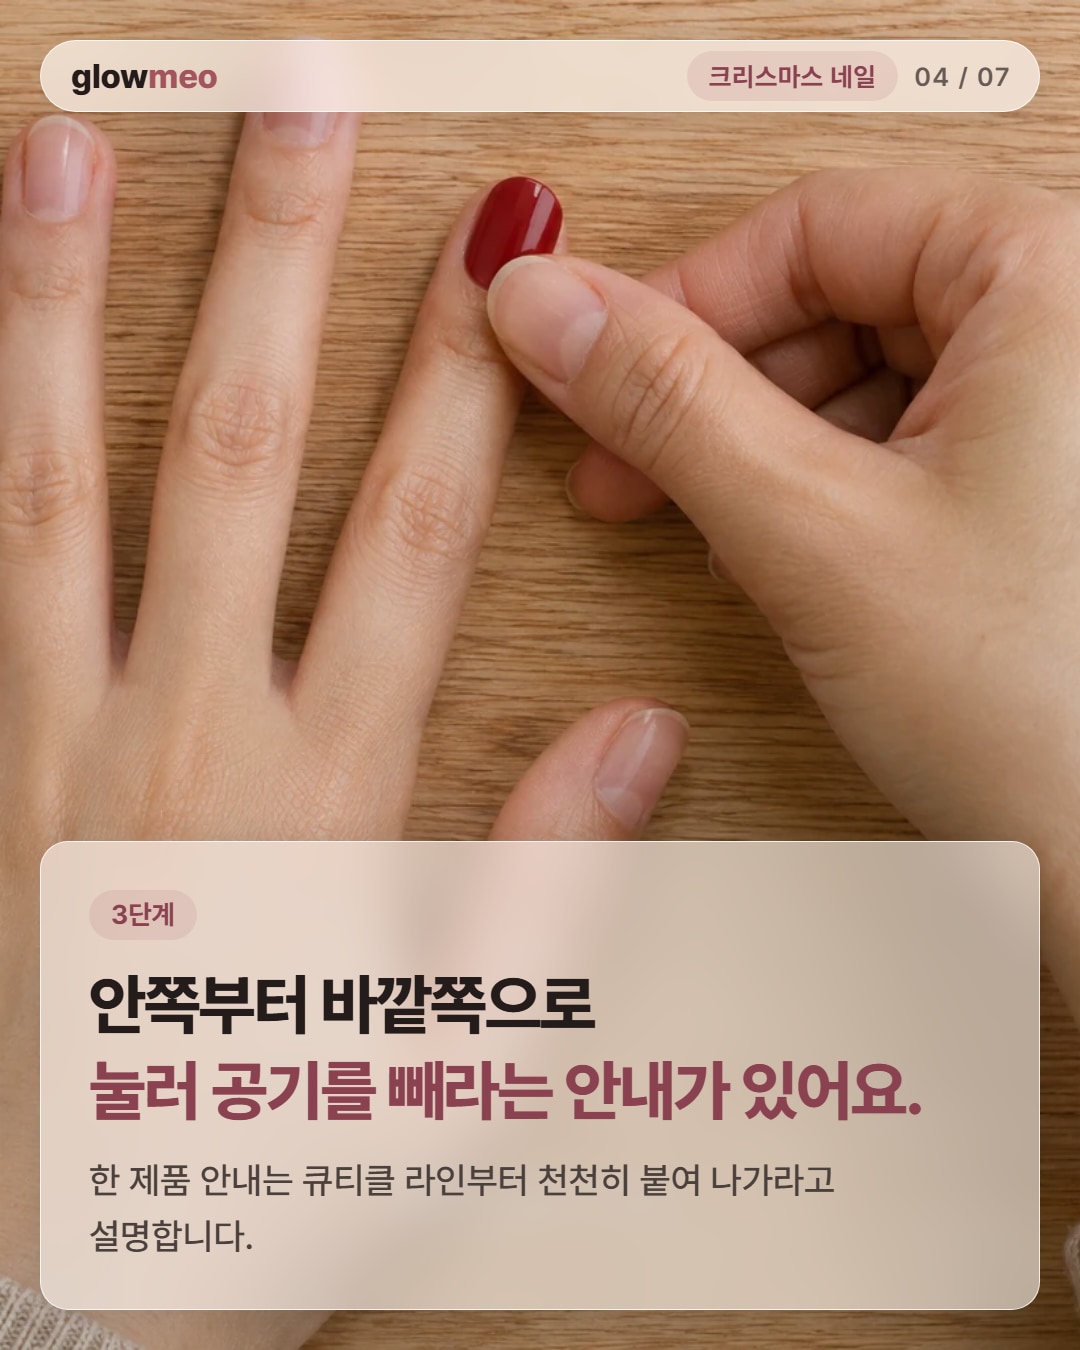 glowmeo
크리스마스 네일 04 / 07
3단계
안쪽부터 바깥쪽으로
눌러 공기를 빼라는 안내가 있어요.
한 제품 안내는 큐티클 라인부터 천천히 붙여 나가라고
설명합니다.